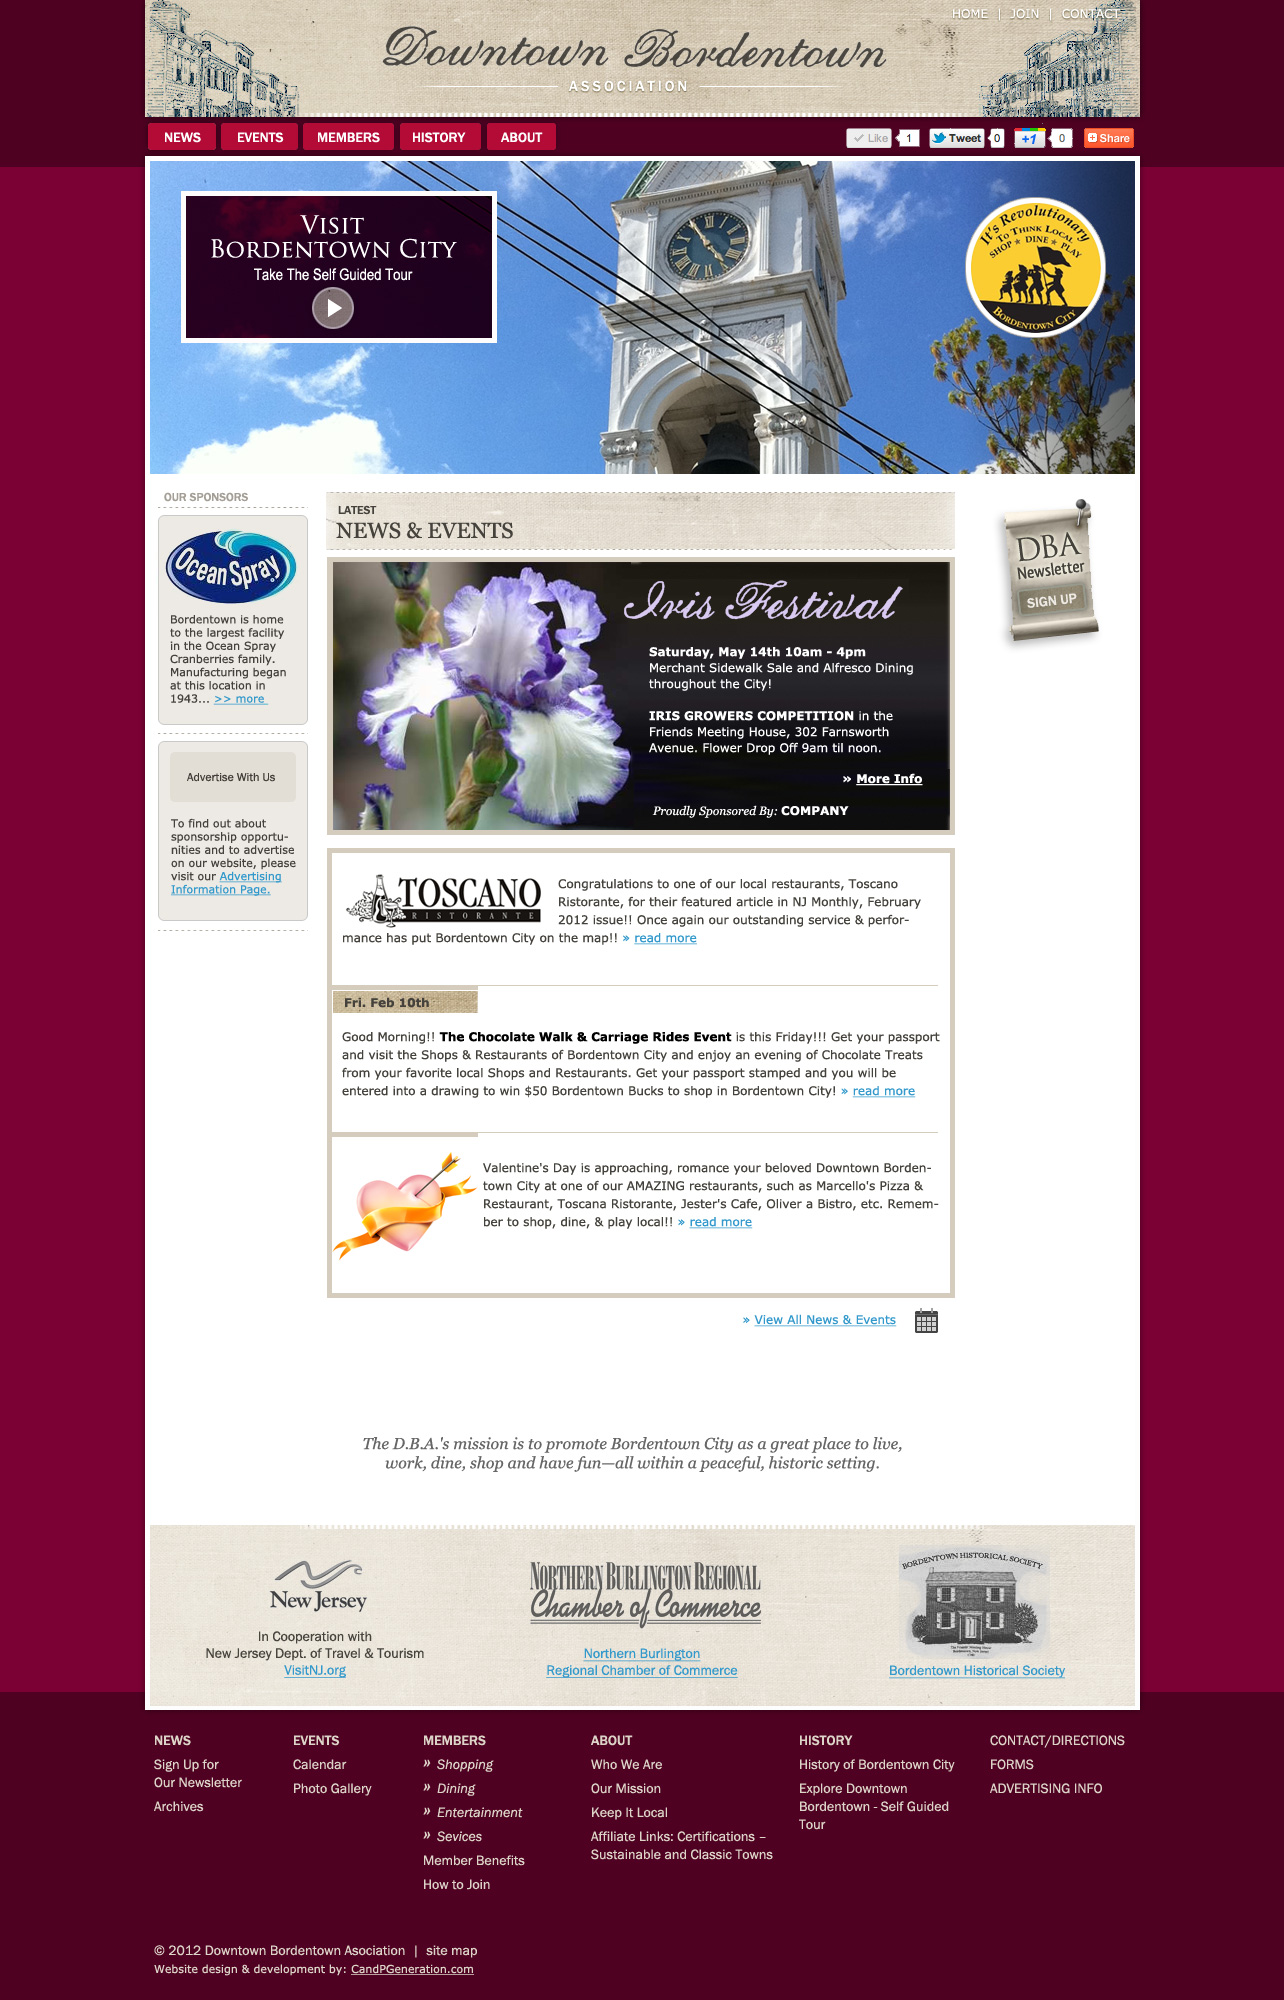 HOME | JOIN | CONTACT
Downtown Bordentown
ASSOCIATION
NEWS EVENTS MEMBERS HISTORY ABOUT
Like 1 Tweet 0 +1 0 Share
VISIT
BORDENTOWN CITY
Take The Self Guided Tour
It's Revolutionary
TO THINK LOCAL
SHOP ★ DINE ★ PLAY
BORDENTOWN CITY
OUR SPONSORS
Ocean Spray
Bordentown is home
to the largest facility
in the Ocean Spray
Cranberries family.
Manufacturing began
at this location in
1943... >> more
Advertise With Us
To find out about
sponsorship opportu-
nities and to advertise
on our website, please
visit our Advertising
Information Page.
LATEST
NEWS & EVENTS
Iris Festival
Saturday, May 14th 10am - 4pm
Merchant Sidewalk Sale and Alfresco Dining
throughout the City!
IRIS GROWERS COMPETITION in the
Friends Meeting House, 302 Farnsworth
Avenue. Flower Drop Off 9am til noon.
» More Info
Proudly Sponsored By: COMPANY
TOSCANO
RISTORANTE
Congratulations to one of our local restaurants, Toscano
Ristorante, for their featured article in NJ Monthly, February
2012 issue!! Once again our outstanding service & perfor-
mance has put Bordentown City on the map!! » read more
Fri. Feb 10th
Good Morning!! The Chocolate Walk & Carriage Rides Event is this Friday!!! Get your passport
and visit the Shops & Restaurants of Bordentown City and enjoy an evening of Chocolate Treats
from your favorite local Shops and Restaurants. Get your passport stamped and you will be
entered into a drawing to win $50 Bordentown Bucks to shop in Bordentown City! » read more
Valentine's Day is approaching, romance your beloved Downtown Borden-
town City at one of our AMAZING restaurants, such as Marcello's Pizza &
Restaurant, Toscana Ristorante, Jester's Cafe, Oliver a Bistro, etc. Remem-
ber to shop, dine, & play local!! » read more
» View All News & Events
DBA
Newsletter
SIGN UP
The D.B.A.'s mission is to promote Bordentown City as a great place to live,
work, dine, shop and have fun—all within a peaceful, historic setting.
New Jersey
In Cooperation with
New Jersey Dept. of Travel & Tourism
VisitNJ.org
NORTHERN BURLINGTON REGIONAL
Chamber of Commerce
Northern Burlington
Regional Chamber of Commerce
BORDENTOWN HISTORICAL SOCIETY
Bordentown Historical Society
NEWS
Sign Up for
Our Newsletter
Archives
EVENTS
Calendar
Photo Gallery
MEMBERS
» Shopping
» Dining
» Entertainment
» Sevices
Member Benefits
How to Join
ABOUT
Who We Are
Our Mission
Keep It Local
Affiliate Links: Certifications –
Sustainable and Classic Towns
HISTORY
History of Bordentown City
Explore Downtown
Bordentown - Self Guided
Tour
CONTACT/DIRECTIONS
FORMS
ADVERTISING INFO
© 2012 Downtown Bordentown Asociation | site map
Website design & development by: CandPGeneration.com